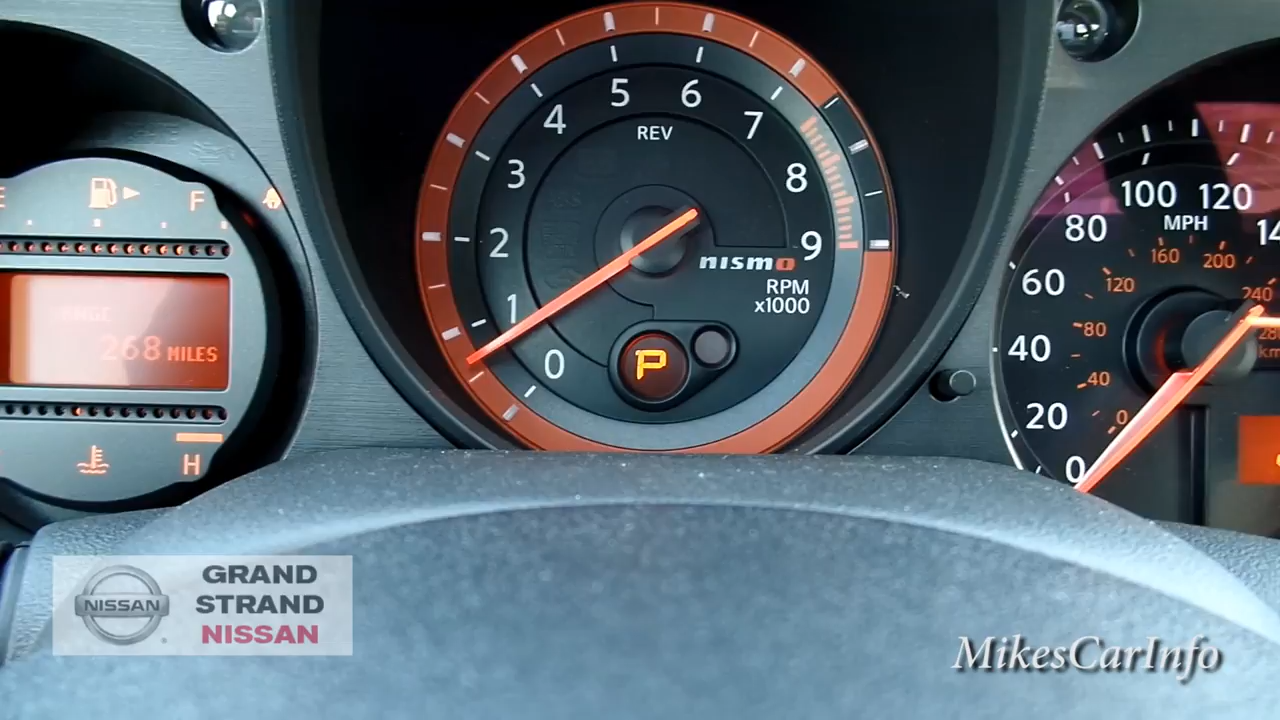 E
F
RANGE
268 MILES
H
REV
0
1
2
3
4
5
6
7
8
9
nismo
RPM
x1000
P
0
20
40
60
80
100
120
MPH
0
40
80
120
160
200
240
NISSAN
GRAND
STRAND
NISSAN
MikesCarInfo